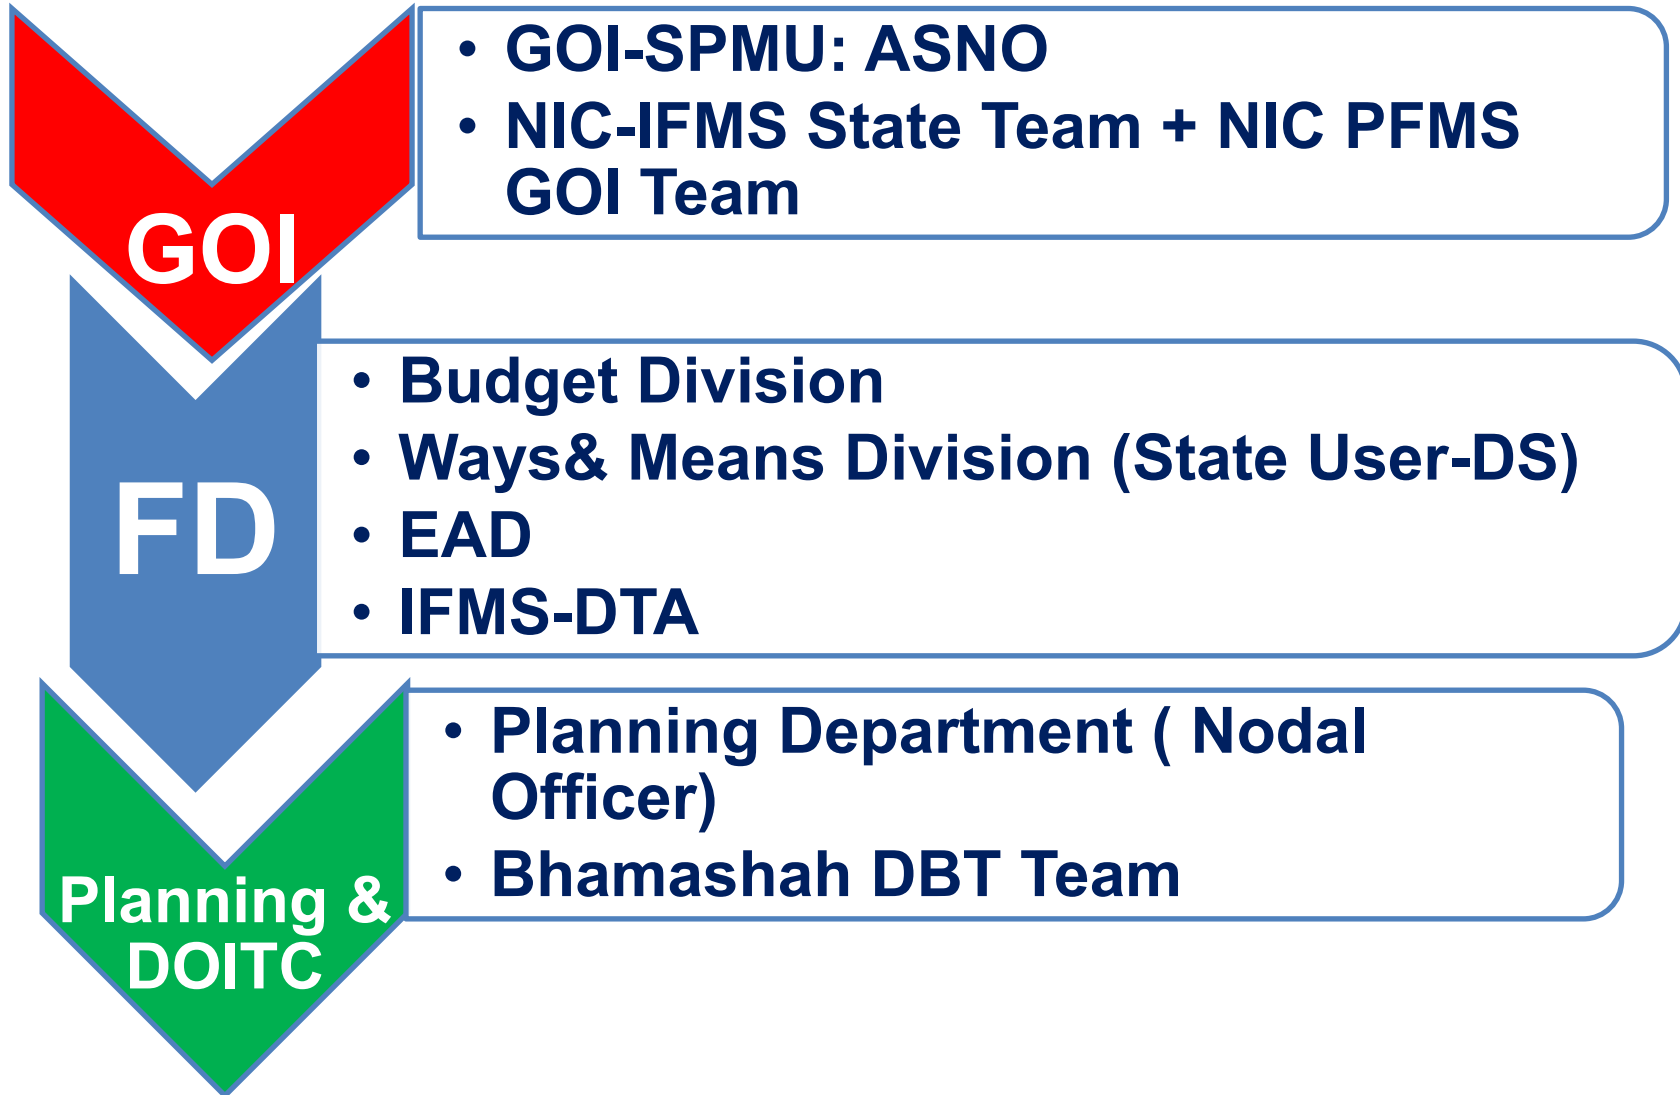 GOI
• GOI-SPMU: ASNO
• NIC-IFMS State Team + NIC PFMS
GOI Team
FD
• Budget Division
• Ways& Means Division (State User-DS)
• EAD
• IFMS-DTA
Planning &
DOITC
• Planning Department ( Nodal
Officer)
• Bhamashah DBT Team